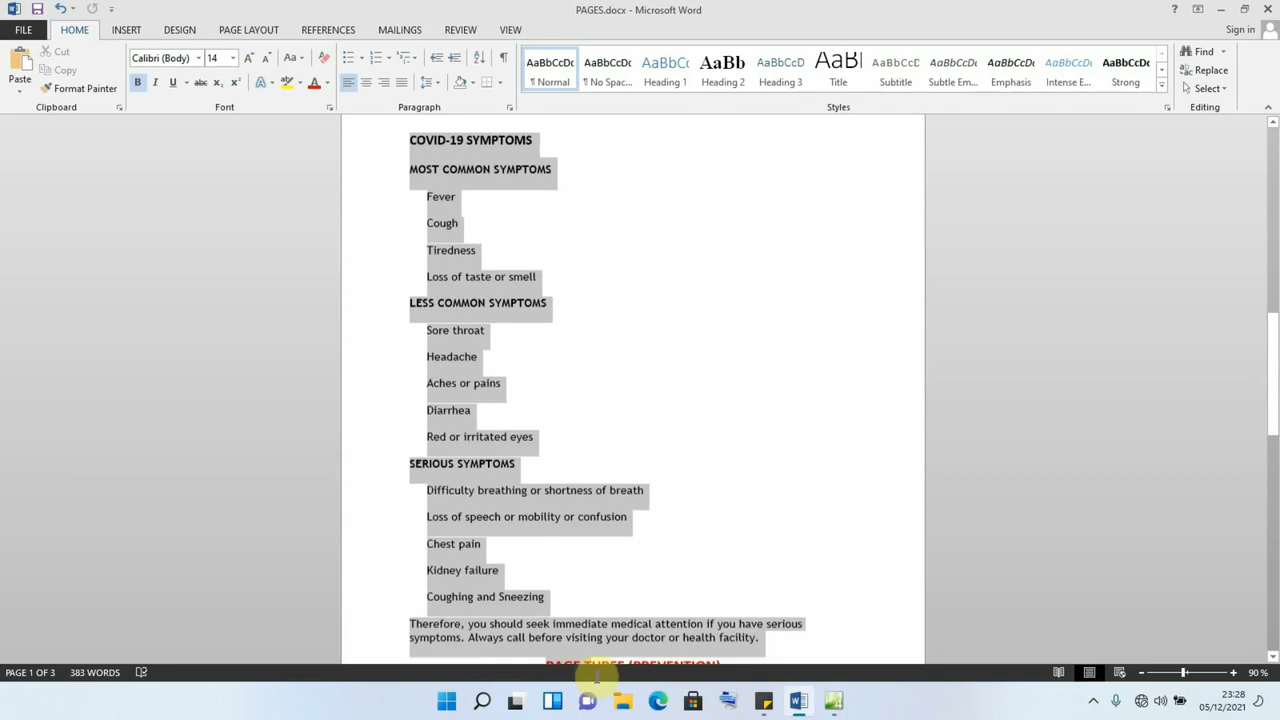 PAGES.docx - Microsoft Word
Sign in
FILE HOME INSERT DESIGN PAGE LAYOUT REFERENCES MAILINGS REVIEW VIEW
Paste
Cut
Copy
Format Painter
Clipboard
Calibri (Body) 14
Font
Paragraph
AaBbCcDc AaBbCcDc AaBbCc AaBb AaBbCcD AaBl AaBbCcD AaBbCcDc AaBbCcDc AaBbCcDc AaBbCcDc
¶ Normal ¶ No Spac... Heading 1 Heading 2 Heading 3 Title Subtitle Subtle Em... Emphasis Intense E... Strong
Styles
Find
Replace
Select
Editing
COVID-19 SYMPTOMS
MOST COMMON SYMPTOMS
Fever
Cough
Tiredness
Loss of taste or smell
LESS COMMON SYMPTOMS
Sore throat
Headache
Aches or pains
Diarrhea
Red or irritated eyes
SERIOUS SYMPTOMS
Difficulty breathing or shortness of breath
Loss of speech or mobility or confusion
Chest pain
Kidney failure
Coughing and Sneezing
Therefore, you should seek immediate medical attention if you have serious
symptoms. Always call before visiting your doctor or health facility.
PAGE THREE (PREVENTION)
PAGE 1 OF 3 383 WORDS
90 %
23:28
05/12/2021